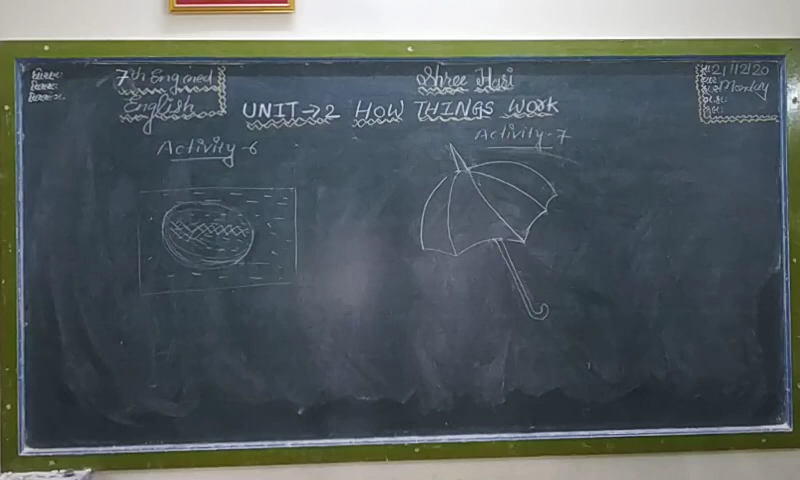 7th Eng med
English
Shree Hari
UNIT→2 HOW THINGS WORK
21/12/20
Monday
Activity-6
Activity-7